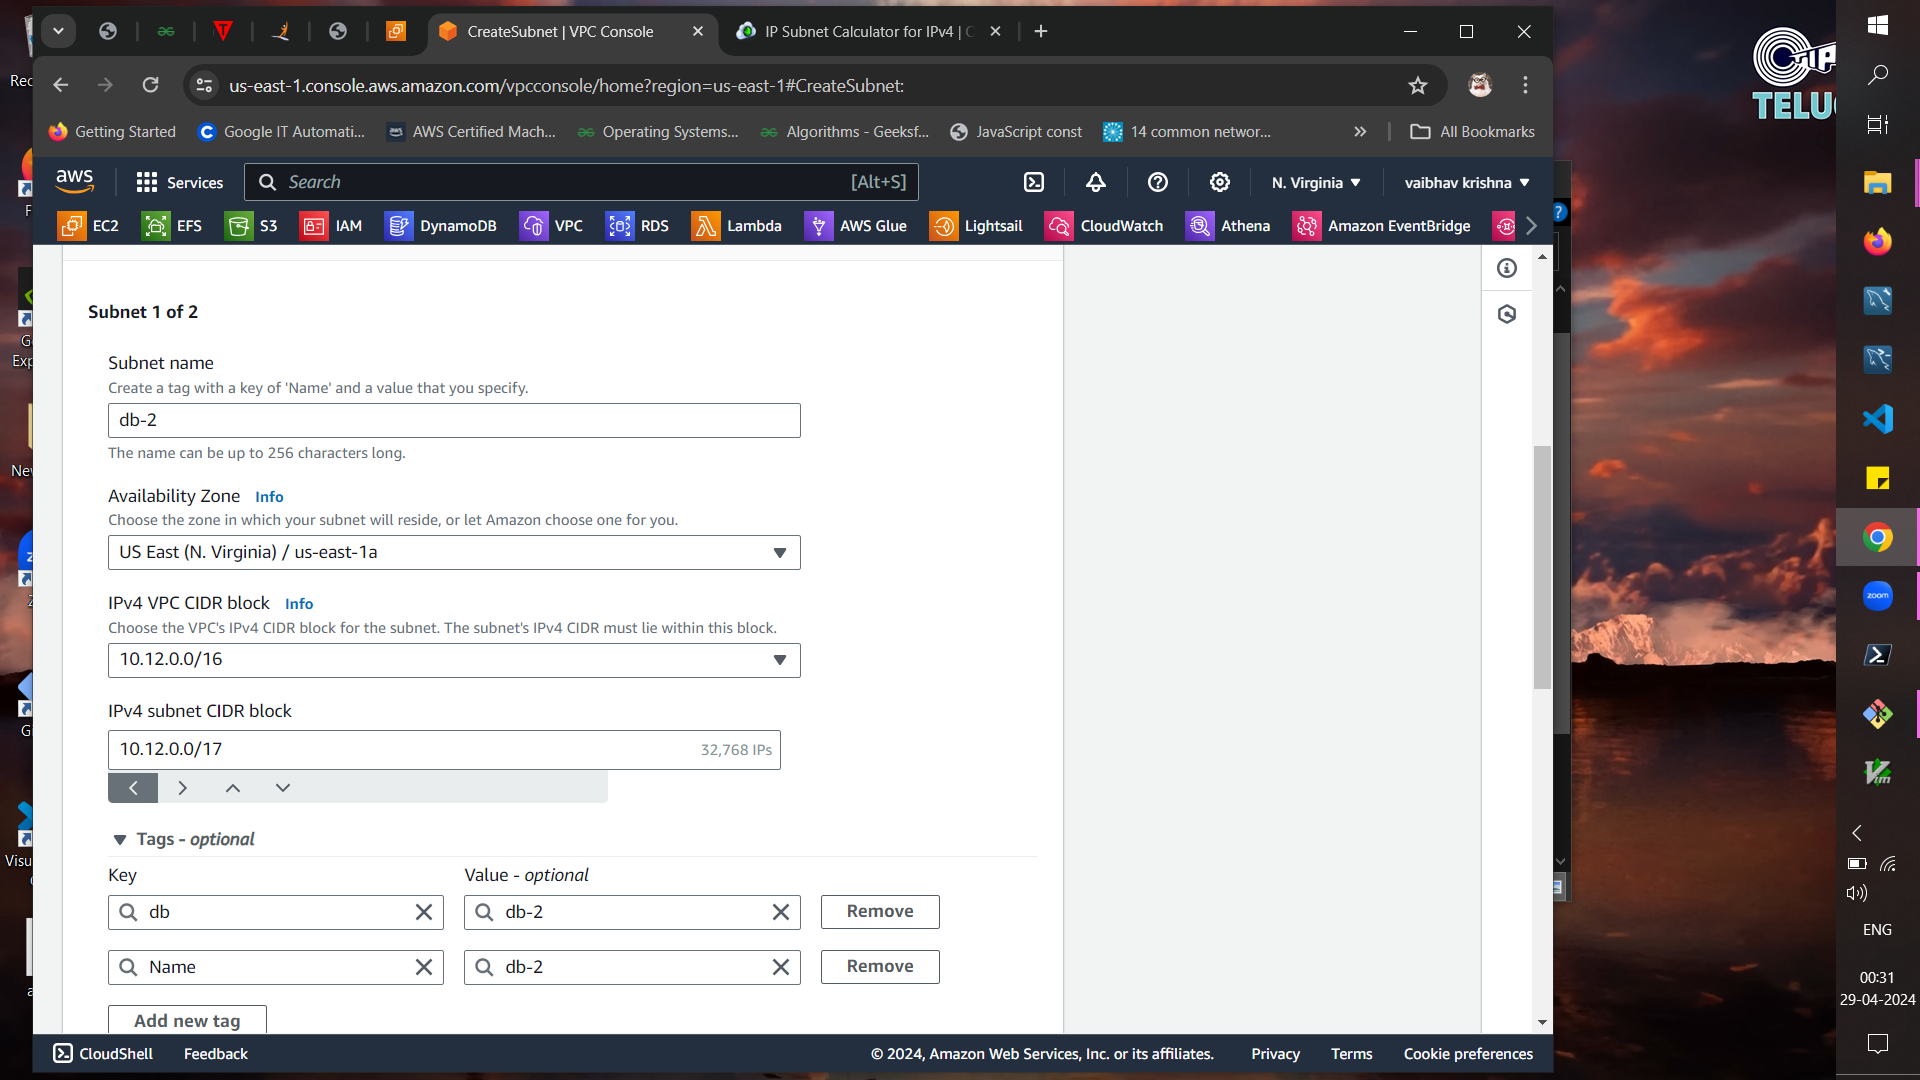 CreateSubnet | VPC Console
IP Subnet Calculator for IPv4 |
us-east-1.console.aws.amazon.com/vpcconsole/home?region=us-east-1#CreateSubnet:
Getting Started
Google IT Automati...
AWS Certified Mach...
Operating Systems...
Algorithms - Geeksf...
JavaScript const
14 common networ...
All Bookmarks
aws
Services
Search
[Alt+S]
N. Virginia
vaibhav krishna
EC2
EFS
S3
IAM
DynamoDB
VPC
RDS
Lambda
AWS Glue
Lightsail
CloudWatch
Athena
Amazon EventBridge
Subnet 1 of 2
Subnet name
Create a tag with a key of 'Name' and a value that you specify.
db-2
The name can be up to 256 characters long.
Availability Zone Info
Choose the zone in which your subnet will reside, or let Amazon choose one for you.
US East (N. Virginia) / us-east-1a
IPv4 VPC CIDR block Info
Choose the VPC's IPv4 CIDR block for the subnet. The subnet's IPv4 CIDR must lie within this block.
10.12.0.0/16
IPv4 subnet CIDR block
10.12.0.0/17
32,768 IPs
Tags - optional
Key
Value - optional
db
db-2
Remove
Name
db-2
Remove
Add new tag
CloudShell
Feedback
© 2024, Amazon Web Services, Inc. or its affiliates.
Privacy
Terms
Cookie preferences
zoom
ENG
00:31
29-04-2024